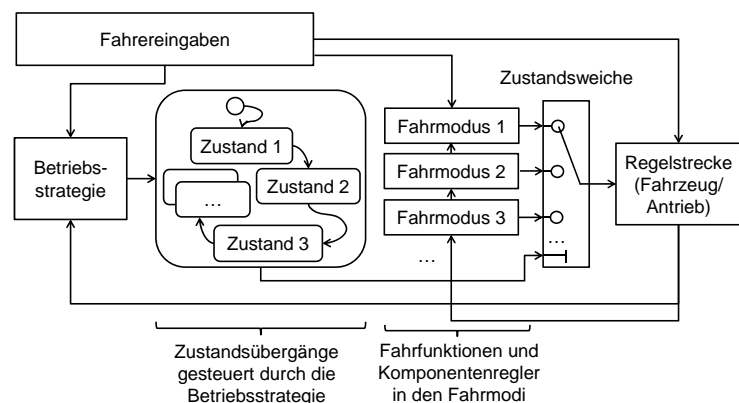 Fahrereingaben
Zustandsweiche
Betriebs-
strategie
Zustand 1
Zustand 2
...
Zustand 3
Fahrmodus 1
Fahrmodus 2
Fahrmodus 3
...
...
Regelstrecke
(Fahrzeug/
Antrieb)
Zustandsübergänge
gesteuert durch die
Betriebsstrategie
Fahrfunktionen und
Komponentenregler
in den Fahrmodi